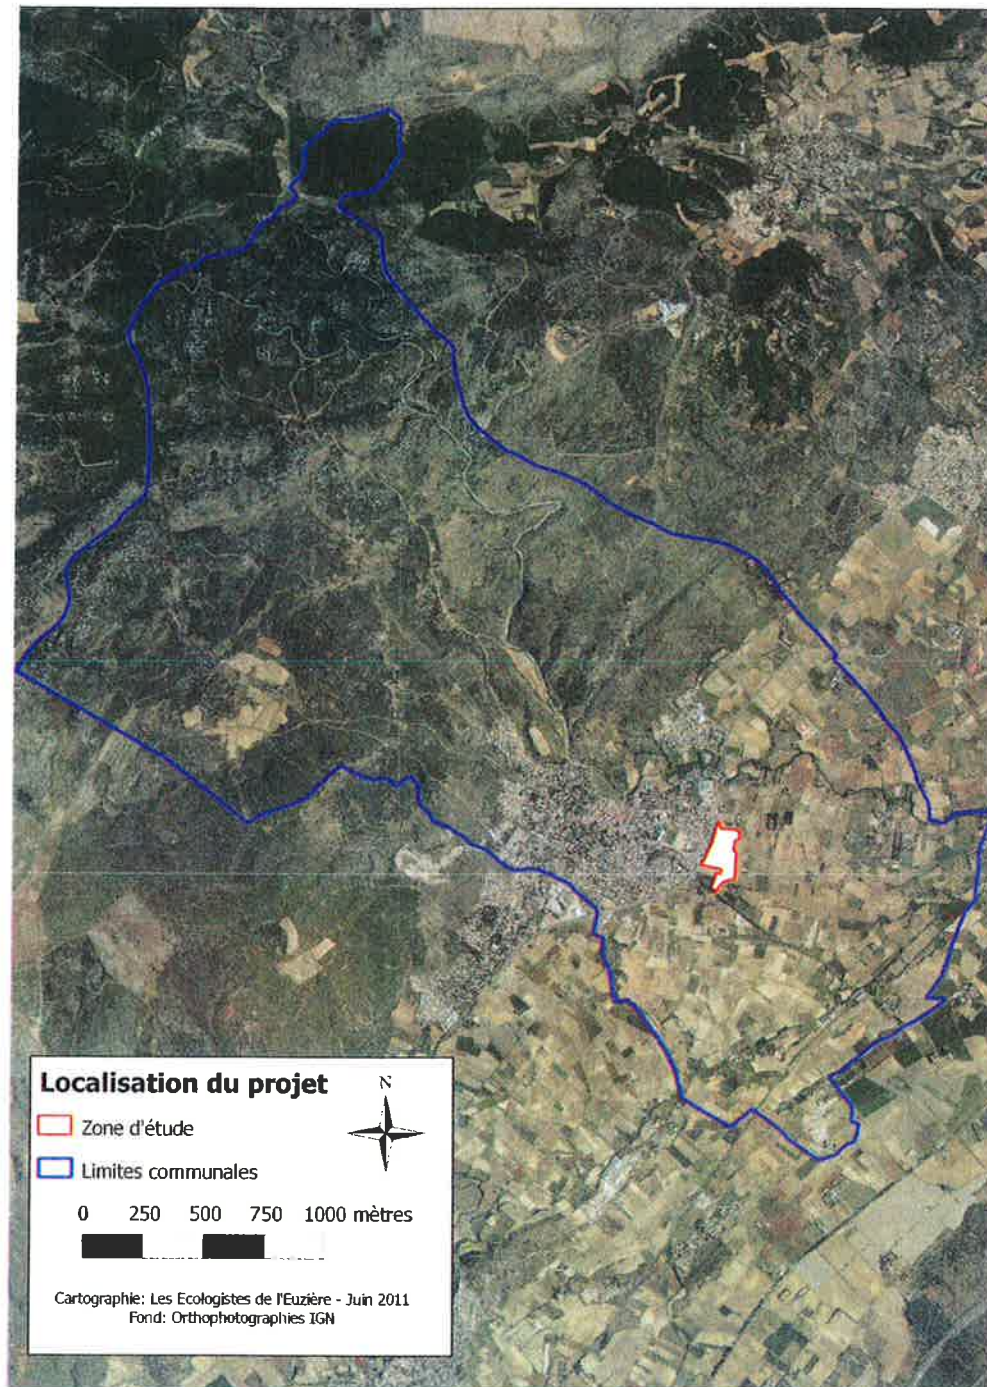 Localisation du projet
N
Zone d'étude
Limites communales
0 250 500 750 1000 mètres
Cartographie: Les Ecologistes de l'Euzière - Juin 2011
Fond: Orthophotographies IGN